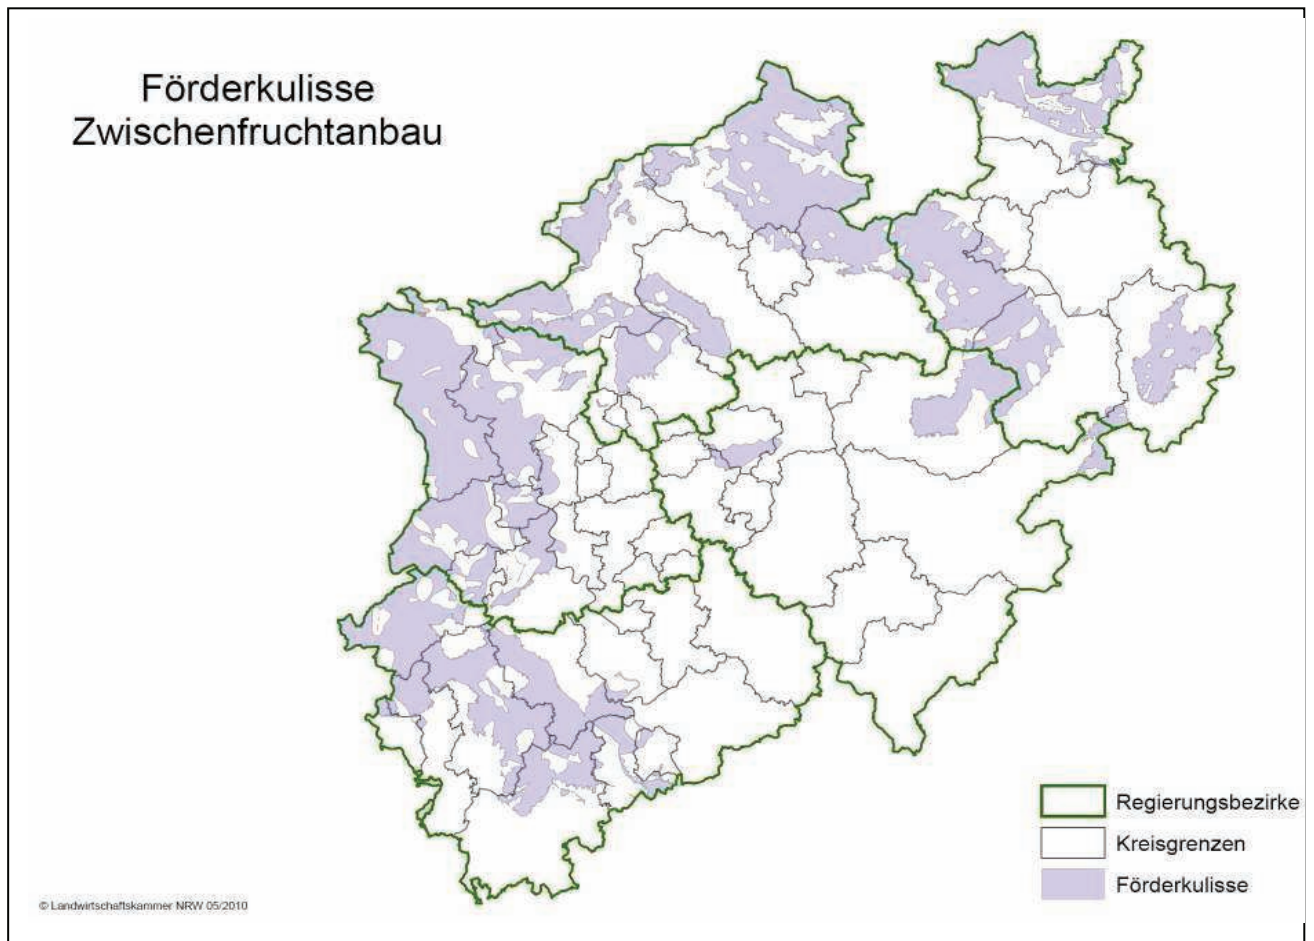 Förderkulisse
Zwischenfruchtanbau
Regierungsbezirke
Kreisgrenzen
Förderkulisse
© Landwirtschaftskammer NRW 05/2010